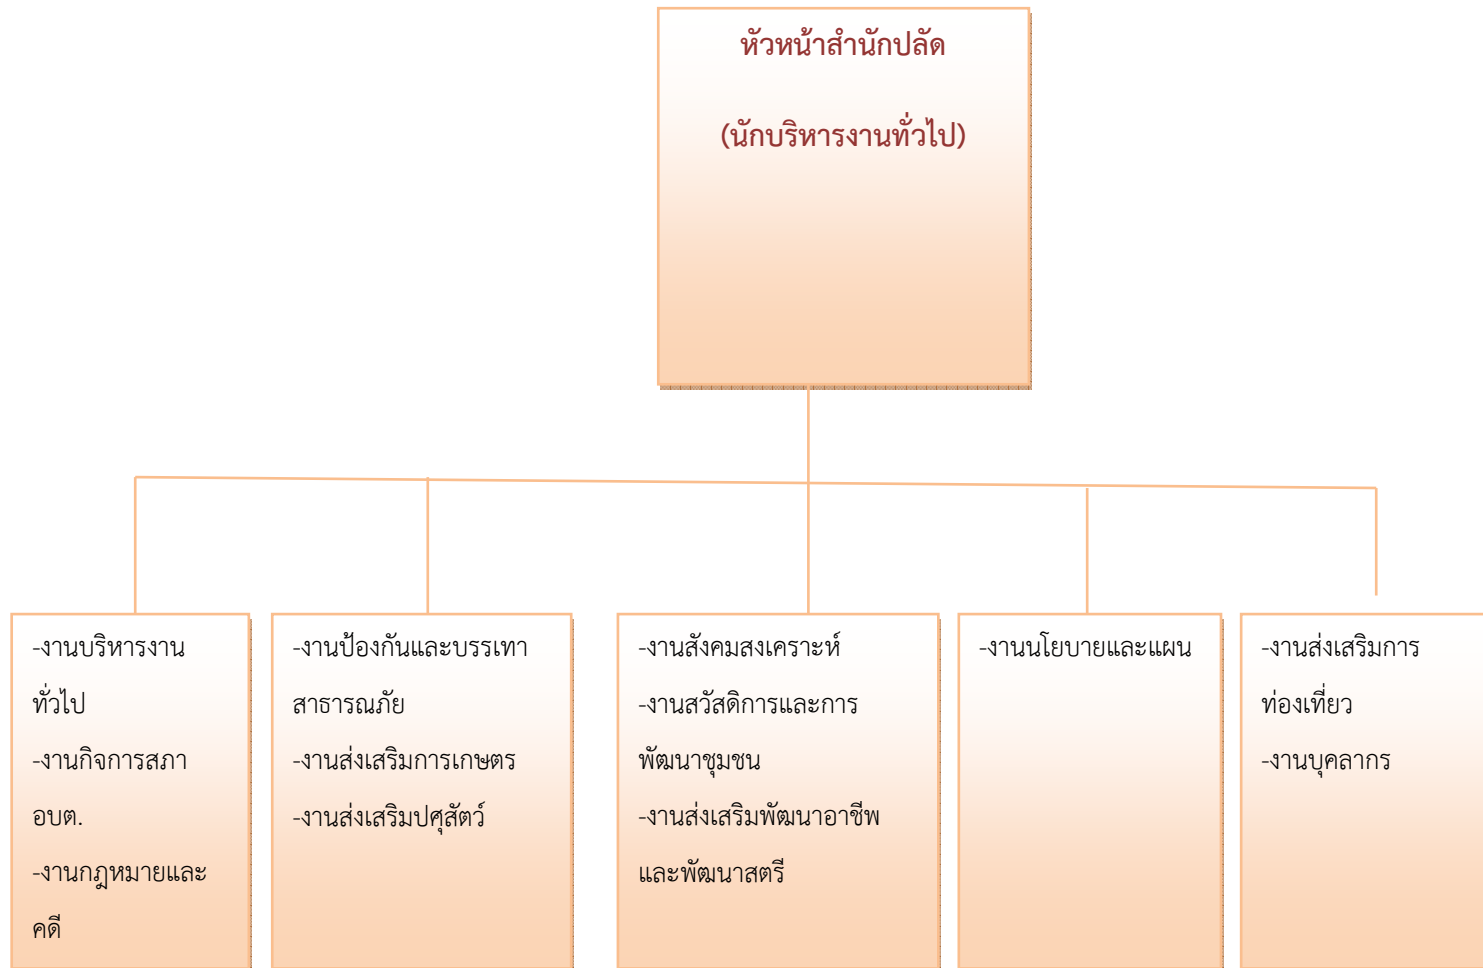 หัวหน้าสำนักปลัด
(นักบริหารงานทั่วไป)
-งานบริหารงาน
ทั่วไป
-งานกิจการสภา
อบต.
-งานกฎหมายและ
คดี
-งานป้องกันและบรรเทา
สาธารณภัย
-งานส่งเสริมการเกษตร
-งานส่งเสริมปศุสัตว์
-งานสังคมสงเคราะห์
-งานสวัสดิการและการ
พัฒนาชุมชน
-งานส่งเสริมพัฒนาอาชีพ
และพัฒนาสตรี
-งานนโยบายและแผน
-งานส่งเสริมการ
ท่องเที่ยว
-งานบุคลากร